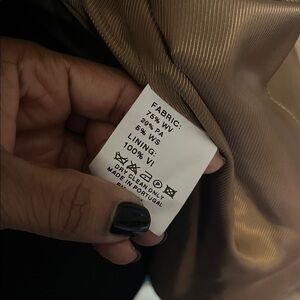 FABRIC:
75% WV
20% PA
5% WS
LINING:
100% VI
DRY CLEAN ONLY
MADE IN PORTUGAL